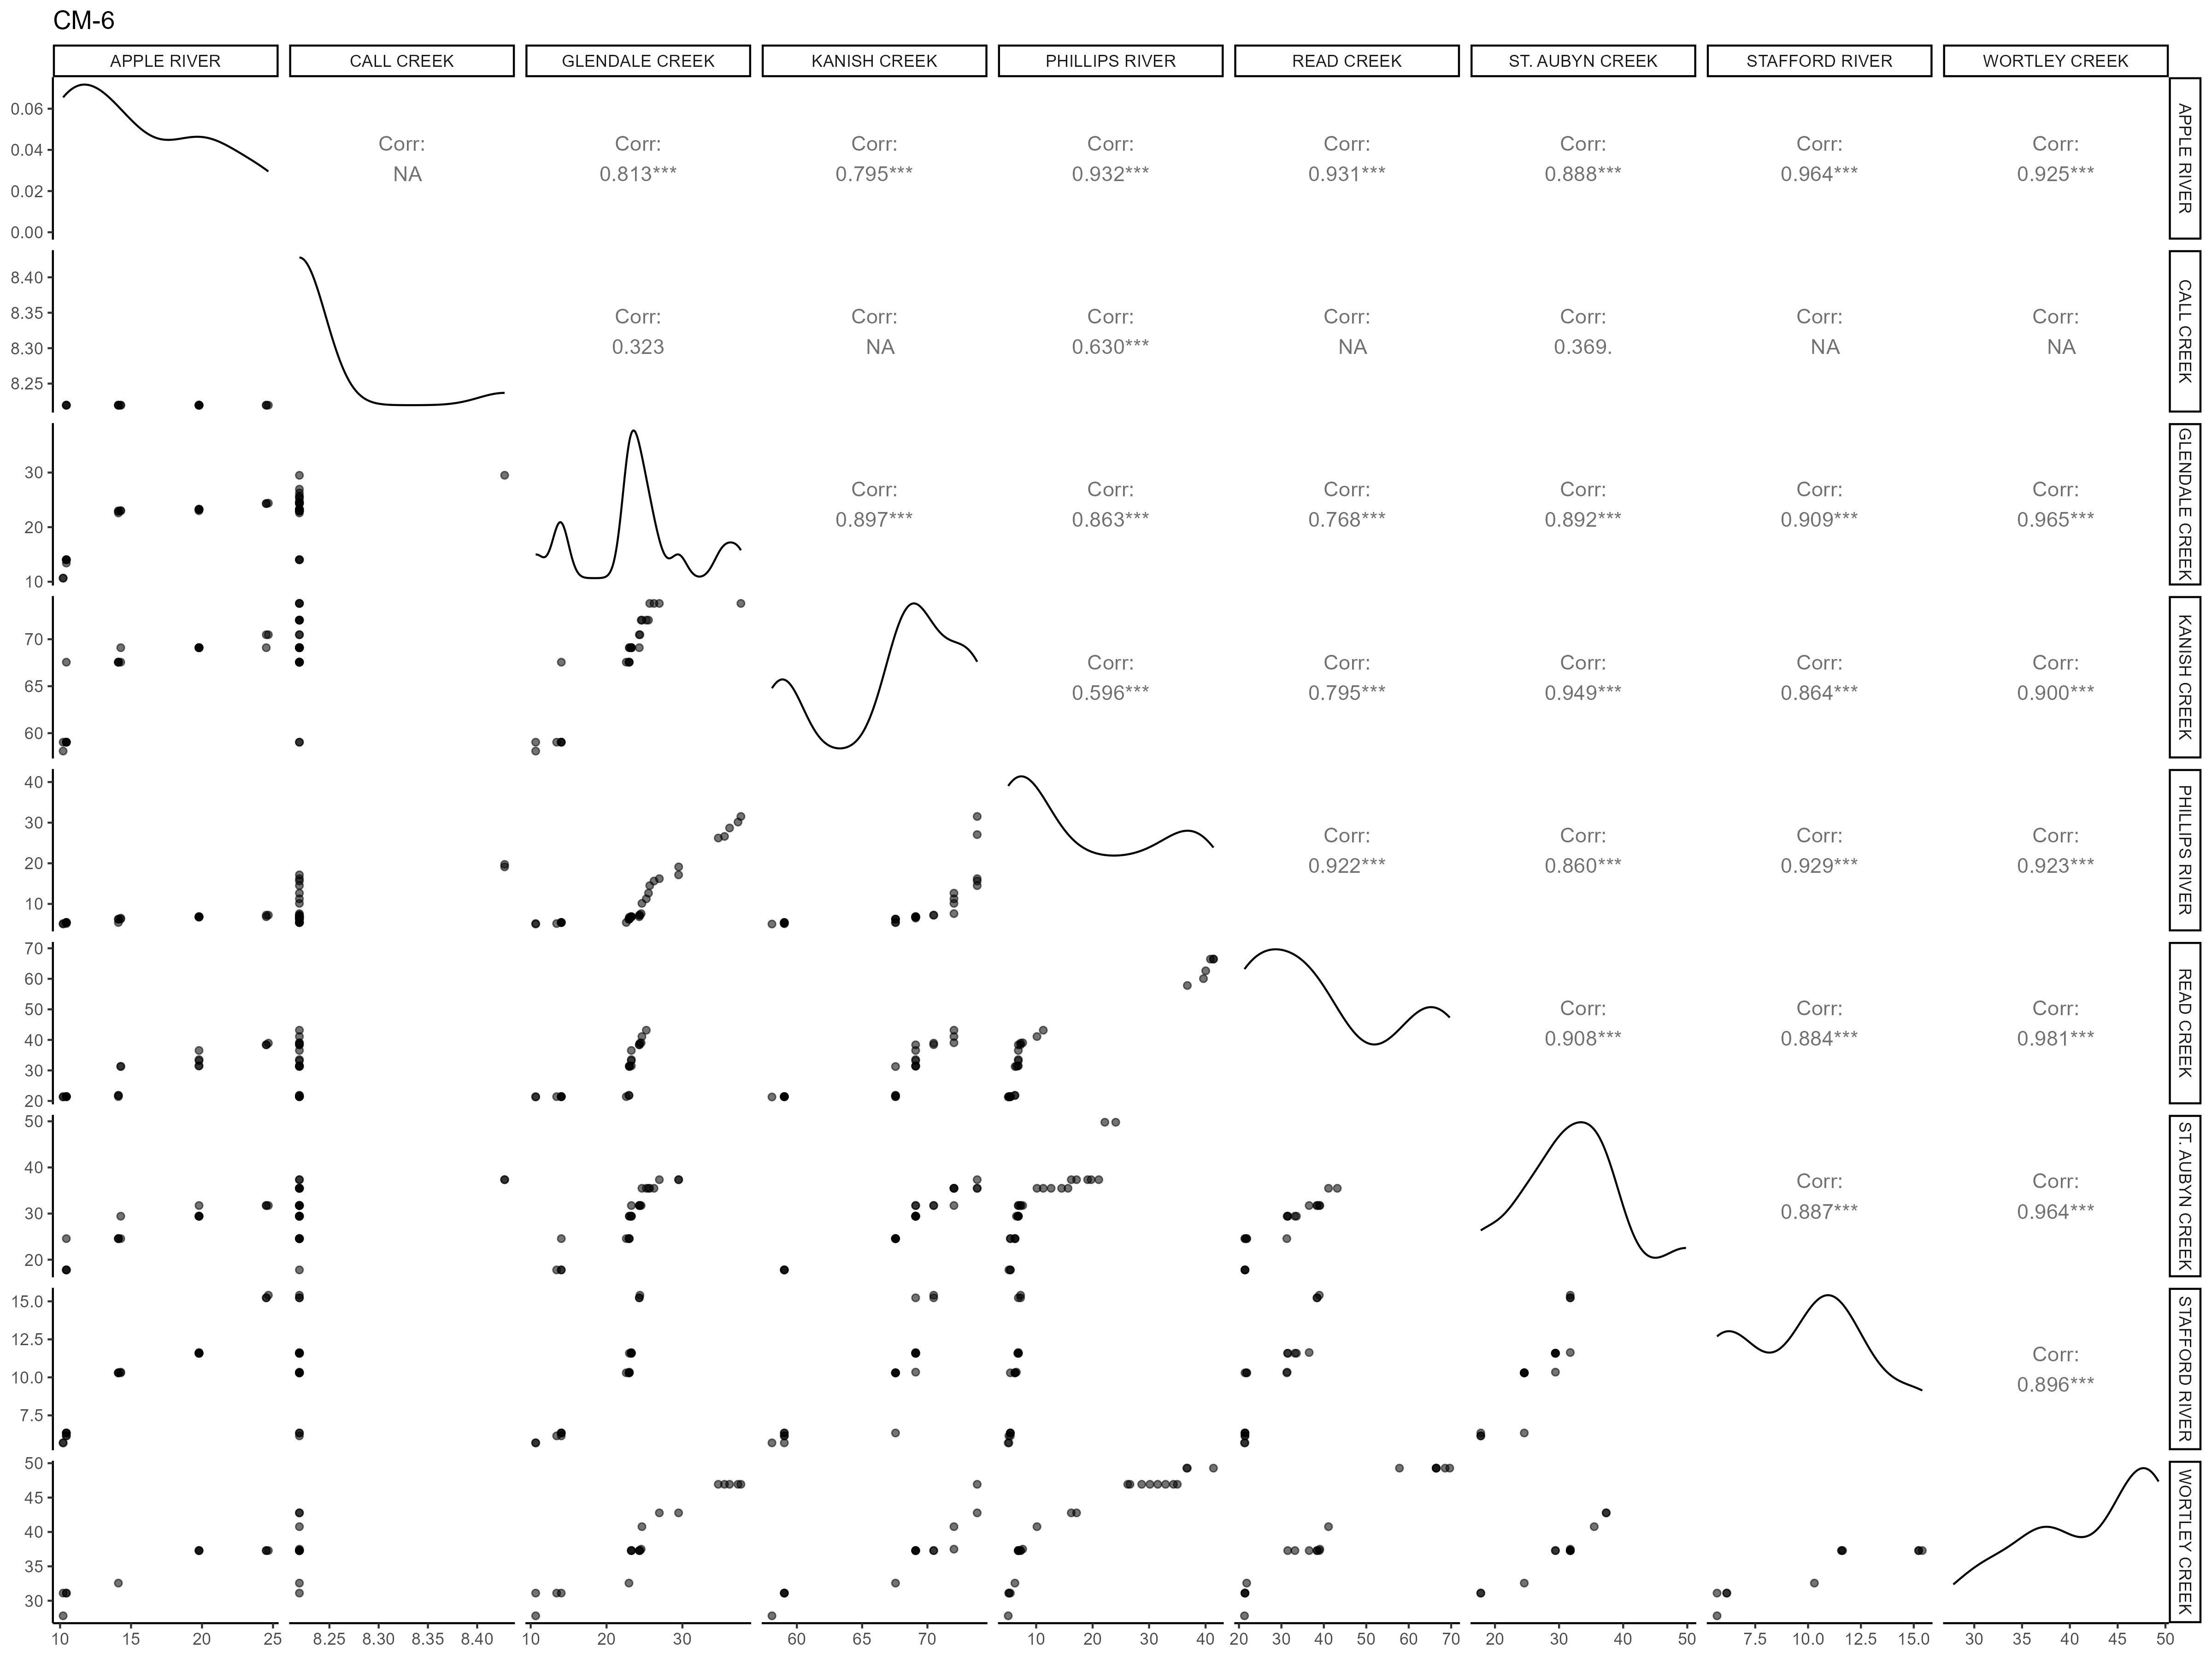 CM-6
APPLE RIVER CALL CREEK GLENDALE CREEK KANISH CREEK PHILLIPS RIVER READ CREEK ST. AUBYN CREEK STAFFORD RIVER WORTLEY CREEK
0.06
0.04
0.02
0.00
Corr: Corr: Corr: Corr: Corr: Corr: Corr: Corr:
NA 0.813*** 0.795*** 0.932*** 0.931*** 0.888*** 0.964*** 0.925***
APPLE RIVER
8.40
8.35
8.30
8.25
Corr: Corr: Corr: Corr: Corr: Corr: Corr:
0.323 NA 0.630*** NA 0.369. NA NA
CALL CREEK
30
20
10
Corr: Corr: Corr: Corr: Corr: Corr:
0.897*** 0.863*** 0.768*** 0.892*** 0.909*** 0.965***
GLENDALE CREEK
70
65
60
Corr: Corr: Corr: Corr: Corr:
0.596*** 0.795*** 0.949*** 0.864*** 0.900***
KANISH CREEK
40
30
20
10
Corr: Corr: Corr: Corr:
0.922*** 0.860*** 0.929*** 0.923***
PHILLIPS RIVER
70
60
50
40
30
20
Corr: Corr: Corr:
0.908*** 0.884*** 0.981***
READ CREEK
50
40
30
20
Corr: Corr:
0.887*** 0.964***
ST. AUBYN CREEK
15.0
12.5
10.0
7.5
Corr:
0.896***
STAFFORD RIVER
50
45
40
35
30
WORTLEY CREEK
10 15 20 25 8.25 8.30 8.35 8.40 10 20 30 60 65 70 10 20 30 40 20 30 40 50 60 70 20 30 40 50 7.5 10.0 12.5 15.0 30 35 40 45 50